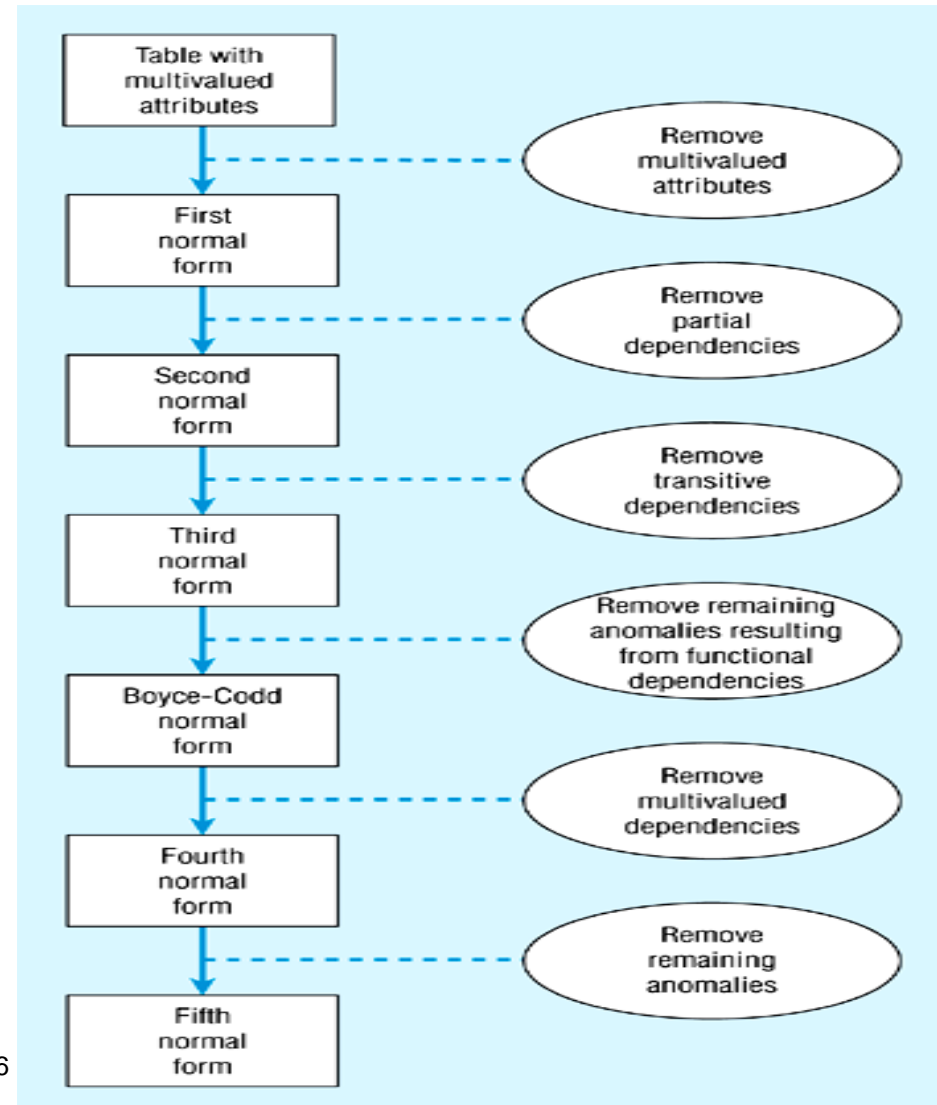 Table with
multivalued
attributes
Remove
multivalued
attributes
First
normal
form
Remove
partial
dependencies
Second
normal
form
Remove
transitive
dependencies
Third
normal
form
Remove remaining
anomalies resulting
from functional
dependencies
Boyce-Codd
normal
form
Remove
multivalued
dependencies
Fourth
normal
form
Remove
remaining
anomalies
Fifth
normal
form
6